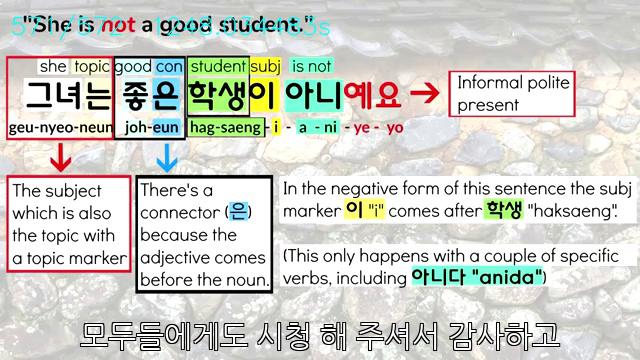 "She is not a good student."
she topic good con student subj is not
그녀는 좋은 학생이 아니예요 → Informal polite present
geu-nyeo-neun joh-eun hag-saeng - i - a - ni - ye - yo
The subject
which is also
the topic with
a topic marker
There's a
connector (은)
because the
adjective comes
before the noun.
In the negative form of this sentence the subj
marker 이 "i" comes after 학생 "haksaeng".
(This only happens with a couple of specific
verbs, including 아니다 "anida")
모두들에게도 시청 해 주셔서 감사하고